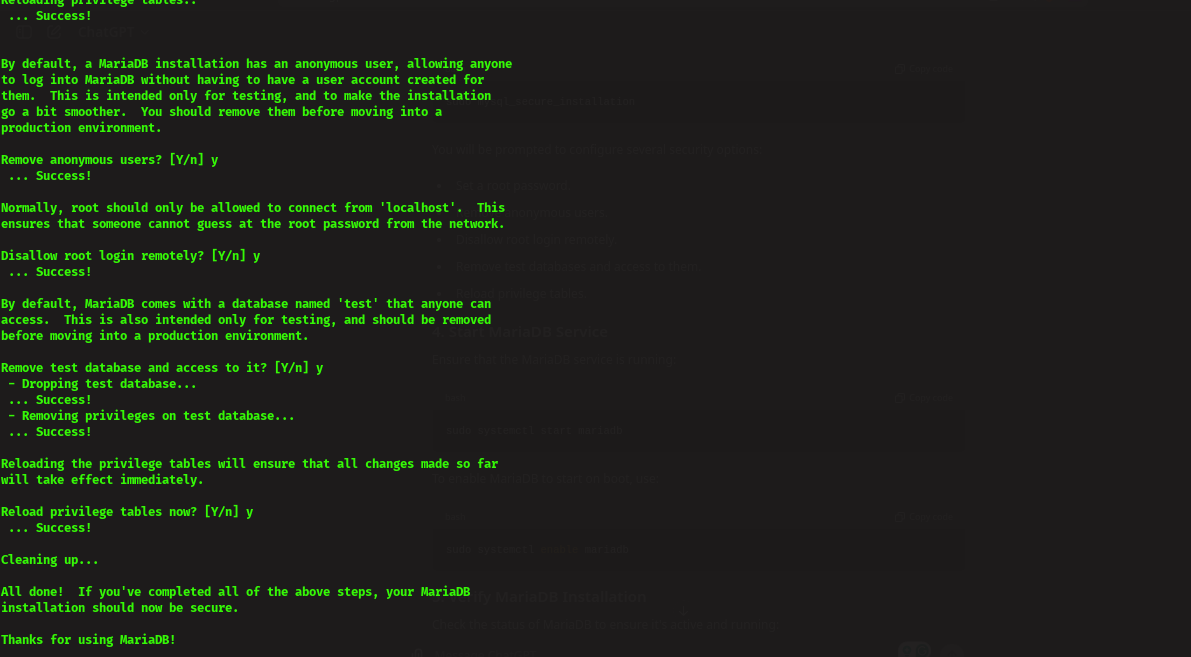 Reloading privilege tables..
 ... Success!
By default, a MariaDB installation has an anonymous user, allowing anyone
to log into MariaDB without having to have a user account created for
them.  This is intended only for testing, and to make the installation
go a bit smoother.  You should remove them before moving into a
production environment.
Remove anonymous users? [Y/n] y
 ... Success!
Normally, root should only be allowed to connect from 'localhost'.  This
ensures that someone cannot guess at the root password from the network.
Disallow root login remotely? [Y/n] y
 ... Success!
By default, MariaDB comes with a database named 'test' that anyone can
access.  This is also intended only for testing, and should be removed
before moving into a production environment.
Remove test database and access to it? [Y/n] y
 - Dropping test database...
 ... Success!
 - Removing privileges on test database...
 ... Success!
Reloading the privilege tables will ensure that all changes made so far
will take effect immediately.
Reload privilege tables now? [Y/n] y
 ... Success!
Cleaning up...
All done!  If you've completed all of the above steps, your MariaDB
installation should now be secure.
Thanks for using MariaDB!